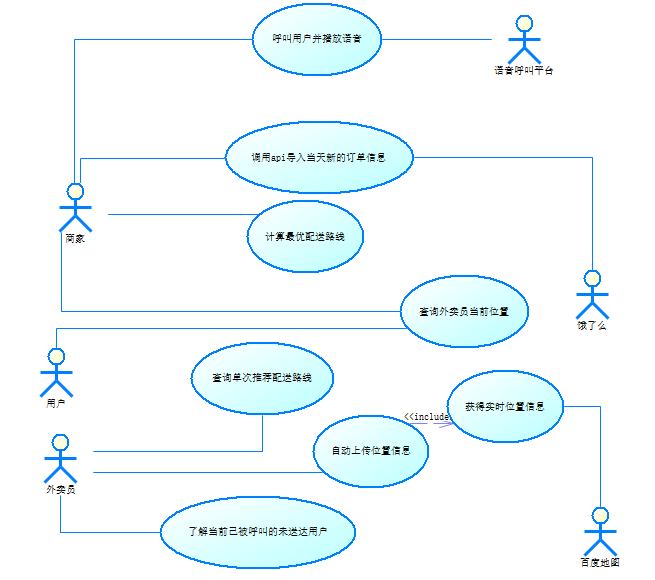 呼叫用户并播放语音
语音呼叫平台
调用api导入当天新的订单信息
商家
计算最优配送路线
查询外卖员当前位置
饿了么
用户
查询单次推荐配送路线
获得实时位置信息
<<include
自动上传位置信息
外卖员
了解当前已被呼叫的未送达用户
百度地图